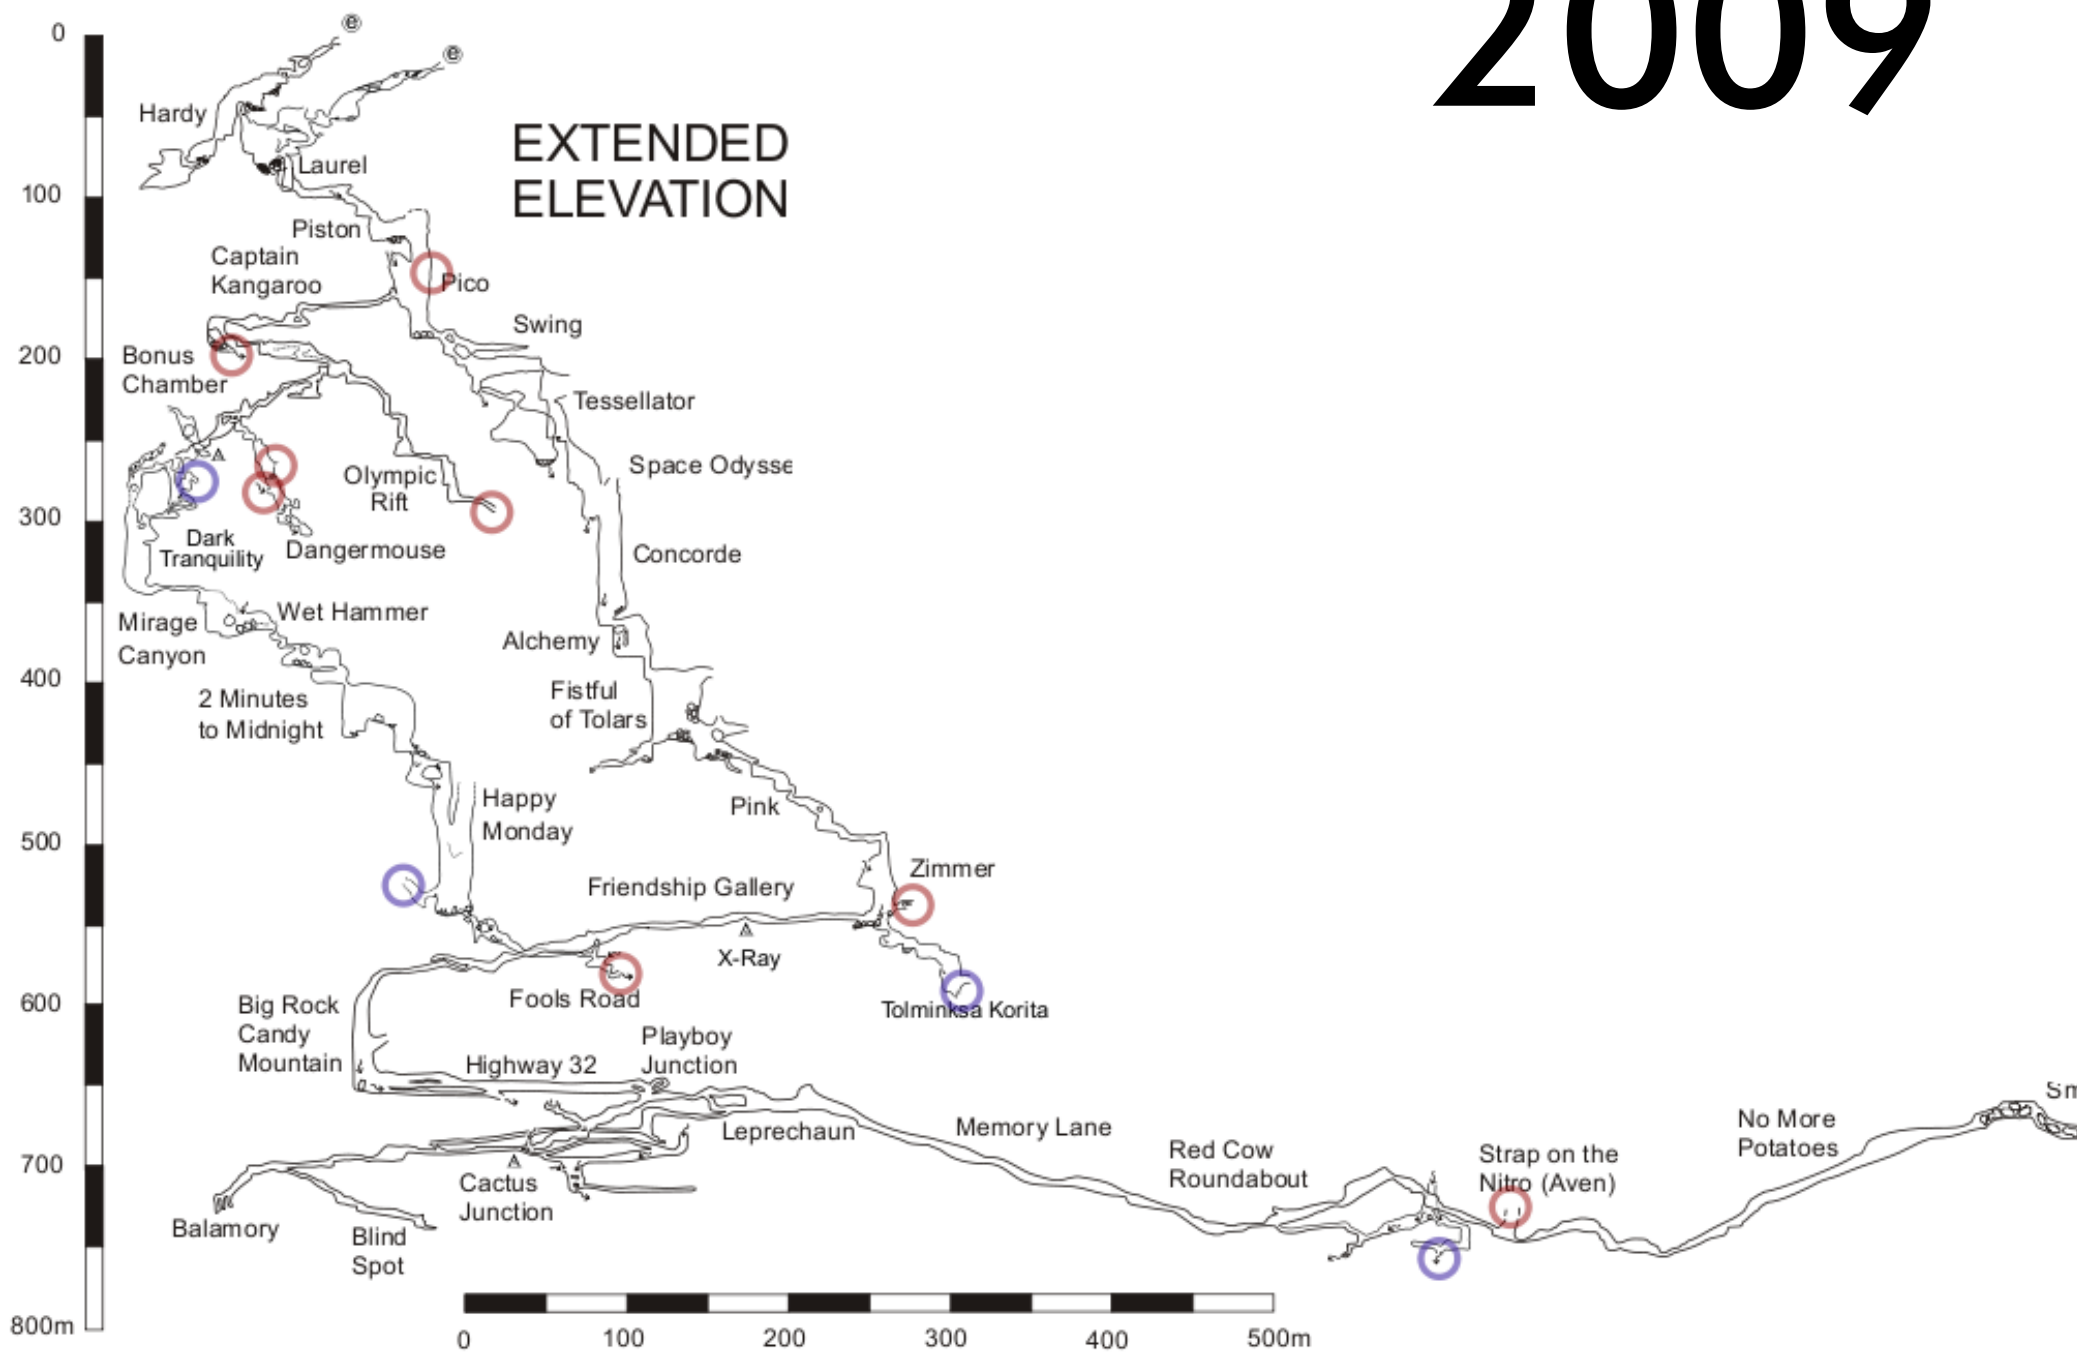 2009
0
e
e
Hardy
EXTENDED
ELEVATION
Laurel
100
Piston
Captain
Kangaroo
Pico
Swing
200
Bonus
Chamber
Tessellator
Space Odysse
Olympic
Rift
300
Dark
Tranquility
Dangermouse
Concorde
Mirage
Canyon
Wet Hammer
Alchemy
400
2 Minutes
to Midnight
Fistful
of Tolars
Happy
Monday
Pink
500
Zimmer
Friendship Gallery
X-Ray
600
Big Rock
Candy
Mountain
Fools Road
Tolminksa Korita
Playboy
Junction
Highway 32
Sm
Leprechaun
Memory Lane
No More
Potatoes
Red Cow
Roundabout
Strap on the
Nitro (Aven)
700
Cactus
Junction
Balamory
Blind
Spot
800m
0
100
200
300
400
500m